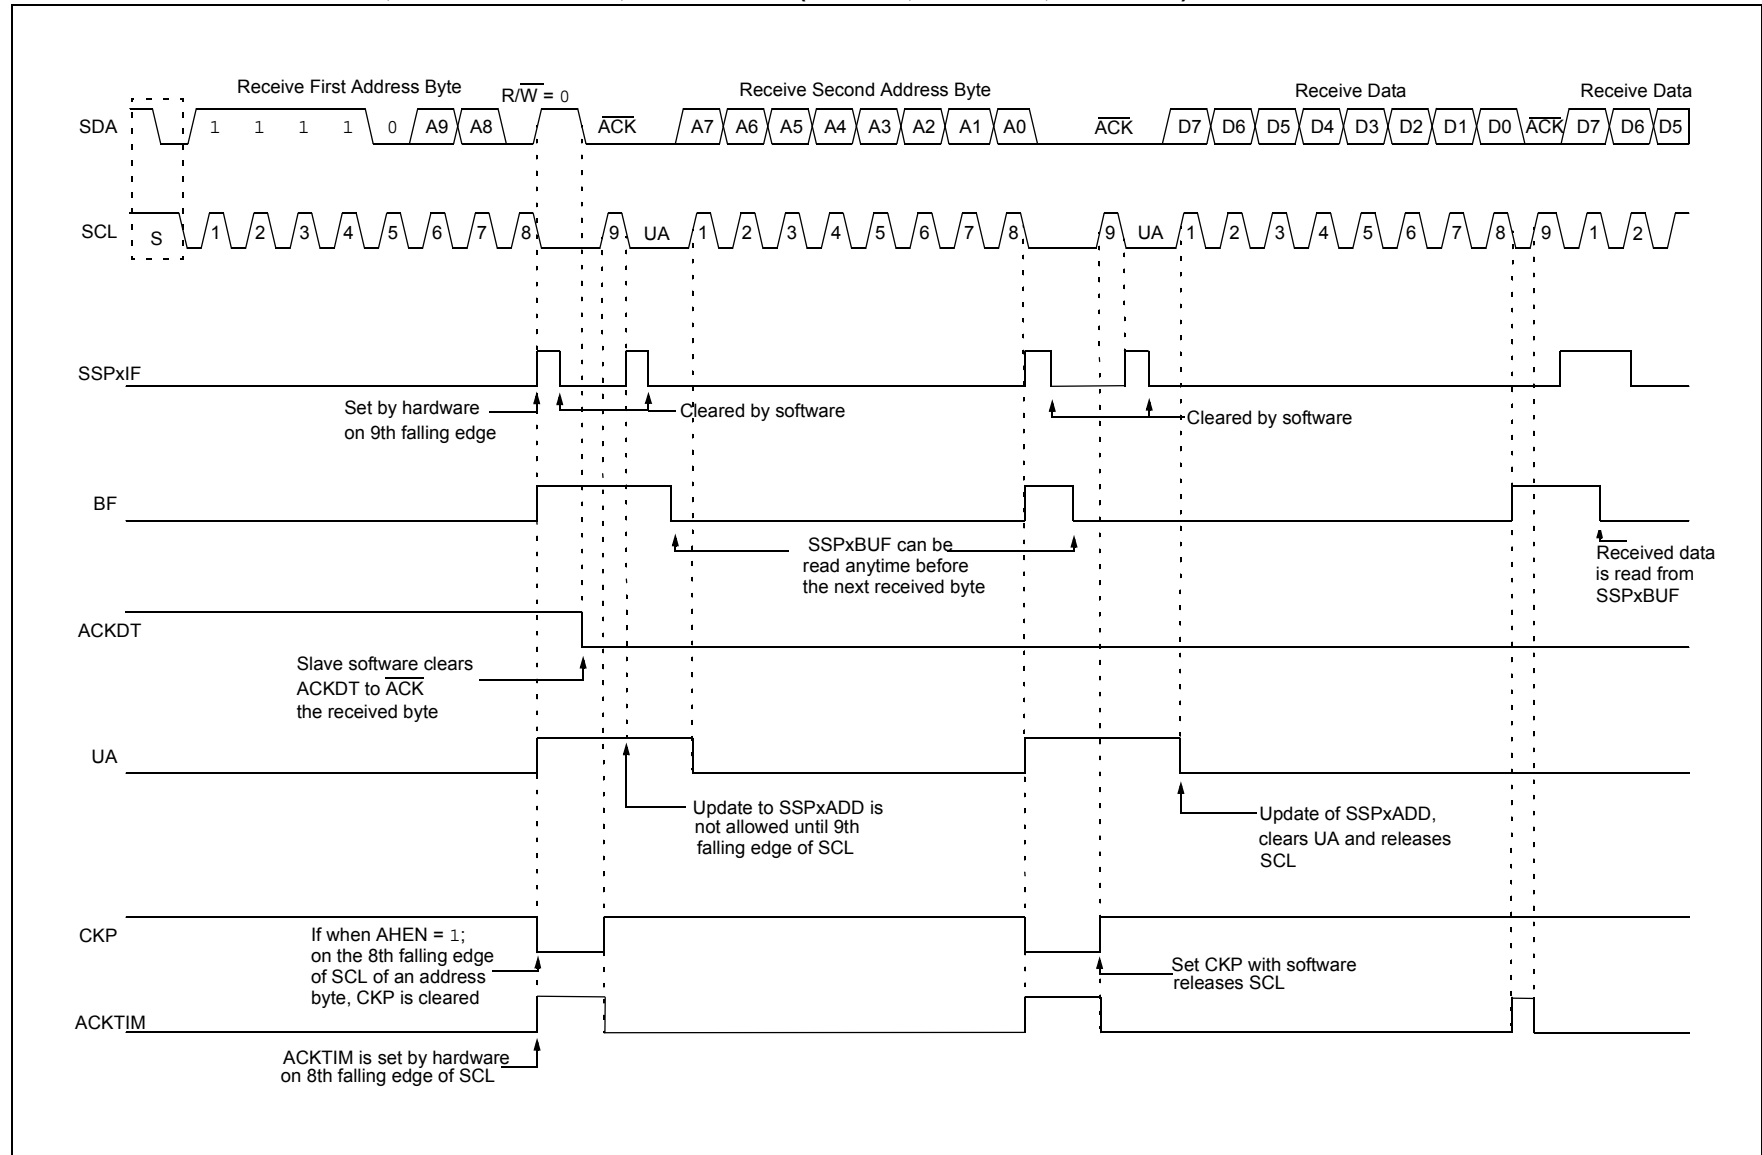 Receive First Address Byte
R/W = 0
Receive Second Address Byte
Receive Data
Receive Data
SDA
1 1 1 1 0 A9 A8
ACK
A7 A6 A5 A4 A3 A2 A1 A0
ACK
D7 D6 D5 D4 D3 D2 D1 D0
ACK
D7 D6 D5
SCL
S
1 2 3 4 5 6 7 8
9
UA
1 2 3 4 5 6 7 8
9
UA
1 2 3 4 5 6 7 8
9
1 2
SSPxIF
Set by hardware
on 9th falling edge
Cleared by software
Cleared by software
BF
SSPxBUF can be
read anytime before
the next received byte
Received data
is read from
SSPxBUF
ACKDT
Slave software clears
ACKDT to ACK
the received byte
UA
Update to SSPxADD is
not allowed until 9th
falling edge of SCL
Update of SSPxADD,
clears UA and releases
SCL
CKP
If when AHEN = 1;
on the 8th falling edge
of SCL of an address
byte, CKP is cleared
Set CKP with software
releases SCL
ACKTIM
ACKTIM is set by hardware
on 8th falling edge of SCL